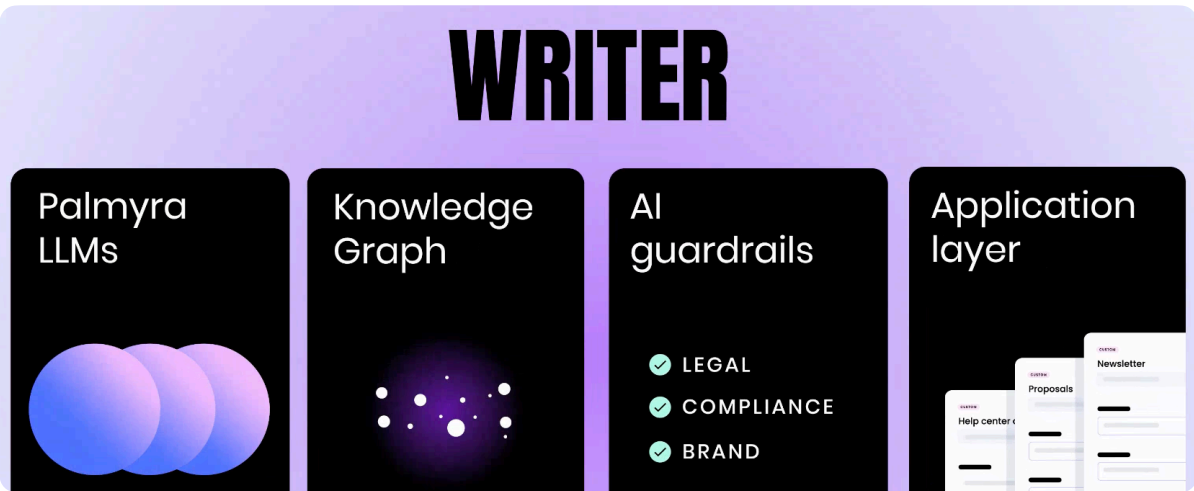 WRITER
Palmyra
LLMs
Knowledge
Graph
AI
guardrails
LEGAL
COMPLIANCE
BRAND
Application
layer
CUSTOM
Help center
CUSTOM
Proposals
CUSTOM
Newsletter